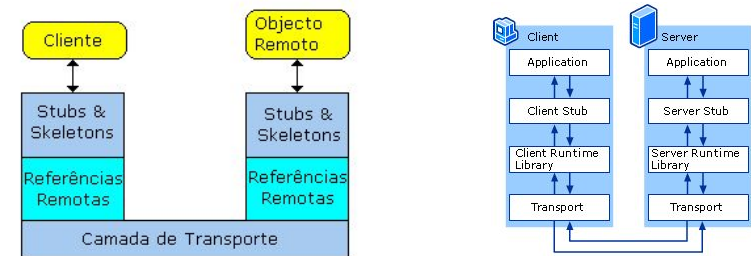 Cliente
Objecto
Remoto
Stubs &
Skeletons
Stubs &
Skeletons
Referências
Remotas
Referências
Remotas
Camada de Transporte
Client
Application
Client Stub
Client Runtime
Library
Transport
Server
Application
Server Stub
Server Runtime
Library
Transport